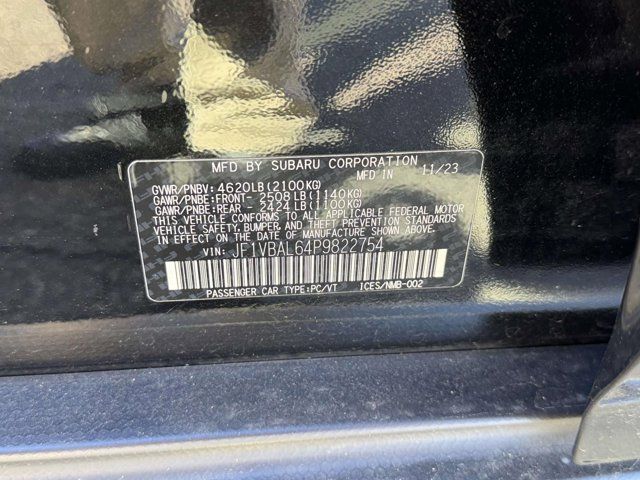 MFD BY SUBARU CORPORATION
MFD IN 11/23
GVWR/PNBV: 4620LB(2100KG)
GAWR/PNBE:FRONT- 2508LB(1140KG)
GAWR/PNBE:REAR - 2424LB(1100KG)
THIS VEHICLE CONFORMS TO ALL APPLICABLE FEDERAL MOTOR
VEHICLE SAFETY, BUMPER, AND THEFT PREVENTION STANDARDS
IN EFFECT ON THE DATE OF MANUFACTURE SHOWN ABOVE.
VIN: JF1VBAL64P9822754
PASSENGER CAR TYPE:PC/VT ICES/NMB-002